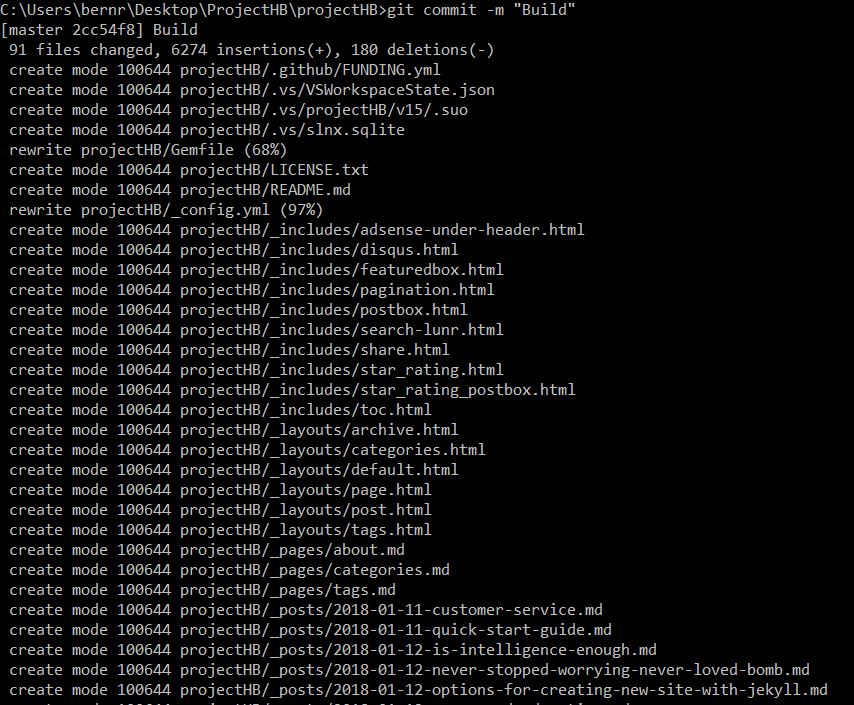 C:\Users\bernr\Desktop\ProjectHB\projectHB>git commit -m "Build"
[master 2cc54f8] Build
 91 files changed, 6274 insertions(+), 180 deletions(-)
 create mode 100644 projectHB/.github/FUNDING.yml
 create mode 100644 projectHB/.vs/VSWorkspaceState.json
 create mode 100644 projectHB/.vs/projectHB/v15/.suo
 create mode 100644 projectHB/.vs/slnx.sqlite
 rewrite projectHB/Gemfile (68%)
 create mode 100644 projectHB/LICENSE.txt
 create mode 100644 projectHB/README.md
 rewrite projectHB/_config.yml (97%)
 create mode 100644 projectHB/_includes/adsense-under-header.html
 create mode 100644 projectHB/_includes/disqus.html
 create mode 100644 projectHB/_includes/featuredbox.html
 create mode 100644 projectHB/_includes/pagination.html
 create mode 100644 projectHB/_includes/postbox.html
 create mode 100644 projectHB/_includes/search-lunr.html
 create mode 100644 projectHB/_includes/share.html
 create mode 100644 projectHB/_includes/star_rating.html
 create mode 100644 projectHB/_includes/star_rating_postbox.html
 create mode 100644 projectHB/_includes/toc.html
 create mode 100644 projectHB/_layouts/archive.html
 create mode 100644 projectHB/_layouts/categories.html
 create mode 100644 projectHB/_layouts/default.html
 create mode 100644 projectHB/_layouts/page.html
 create mode 100644 projectHB/_layouts/post.html
 create mode 100644 projectHB/_layouts/tags.html
 create mode 100644 projectHB/_pages/about.md
 create mode 100644 projectHB/_pages/categories.md
 create mode 100644 projectHB/_pages/tags.md
 create mode 100644 projectHB/_posts/2018-01-11-customer-service.md
 create mode 100644 projectHB/_posts/2018-01-11-quick-start-guide.md
 create mode 100644 projectHB/_posts/2018-01-12-is-intelligence-enough.md
 create mode 100644 projectHB/_posts/2018-01-12-never-stopped-worrying-never-loved-bomb.md
 create mode 100644 projectHB/_posts/2018-01-12-options-for-creating-new-site-with-jekyll.md